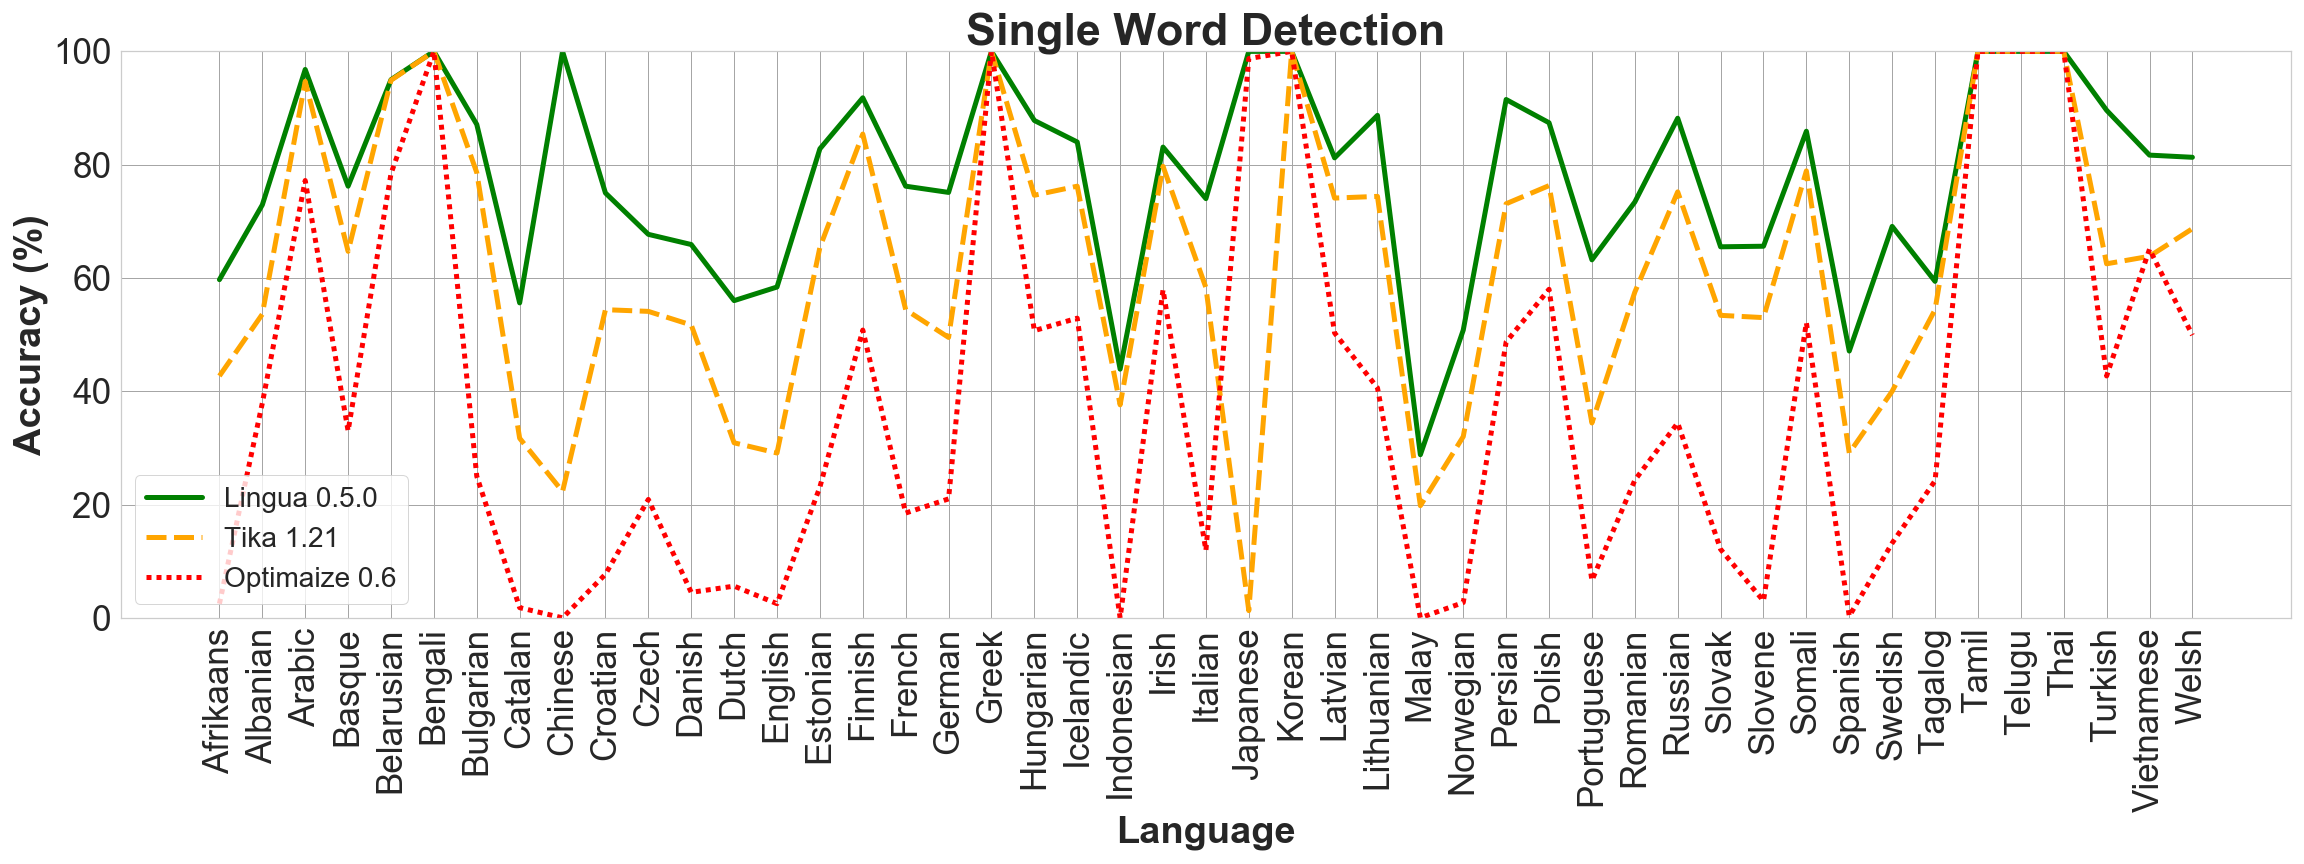 Single Word Detection
Accuracy (%)
100
80
60
40
20
0
Lingua 0.5.0
Tika 1.21
Optimaize 0.6
Afrikaans
Albanian
Arabic
Basque
Belarusian
Bengali
Bulgarian
Catalan
Chinese
Croatian
Czech
Danish
Dutch
English
Estonian
Finnish
French
German
Greek
Hungarian
Icelandic
Indonesian
Irish
Italian
Japanese
Korean
Latvian
Lithuanian
Malay
Norwegian
Persian
Polish
Portuguese
Romanian
Russian
Slovak
Slovene
Somali
Spanish
Swedish
Tagalog
Tamil
Telugu
Thai
Turkish
Vietnamese
Welsh
Language